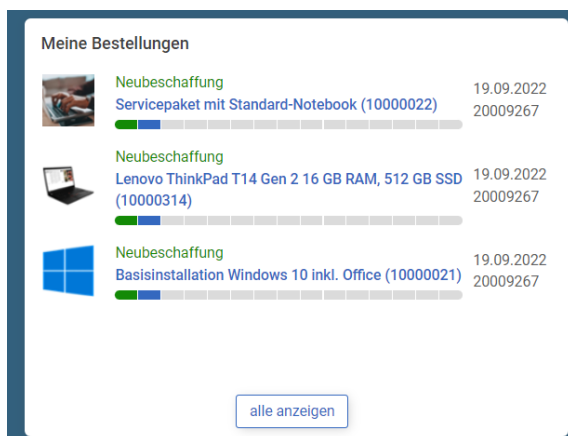 Meine Bestellungen
Neubeschaffung
Servicepaket mit Standard-Notebook (10000022)
19.09.2022
20009267
Neubeschaffung
Lenovo ThinkPad T14 Gen 2 16 GB RAM, 512 GB SSD
(10000314)
19.09.2022
20009267
Neubeschaffung
Basisinstallation Windows 10 inkl. Office (10000021)
19.09.2022
20009267
alle anzeigen